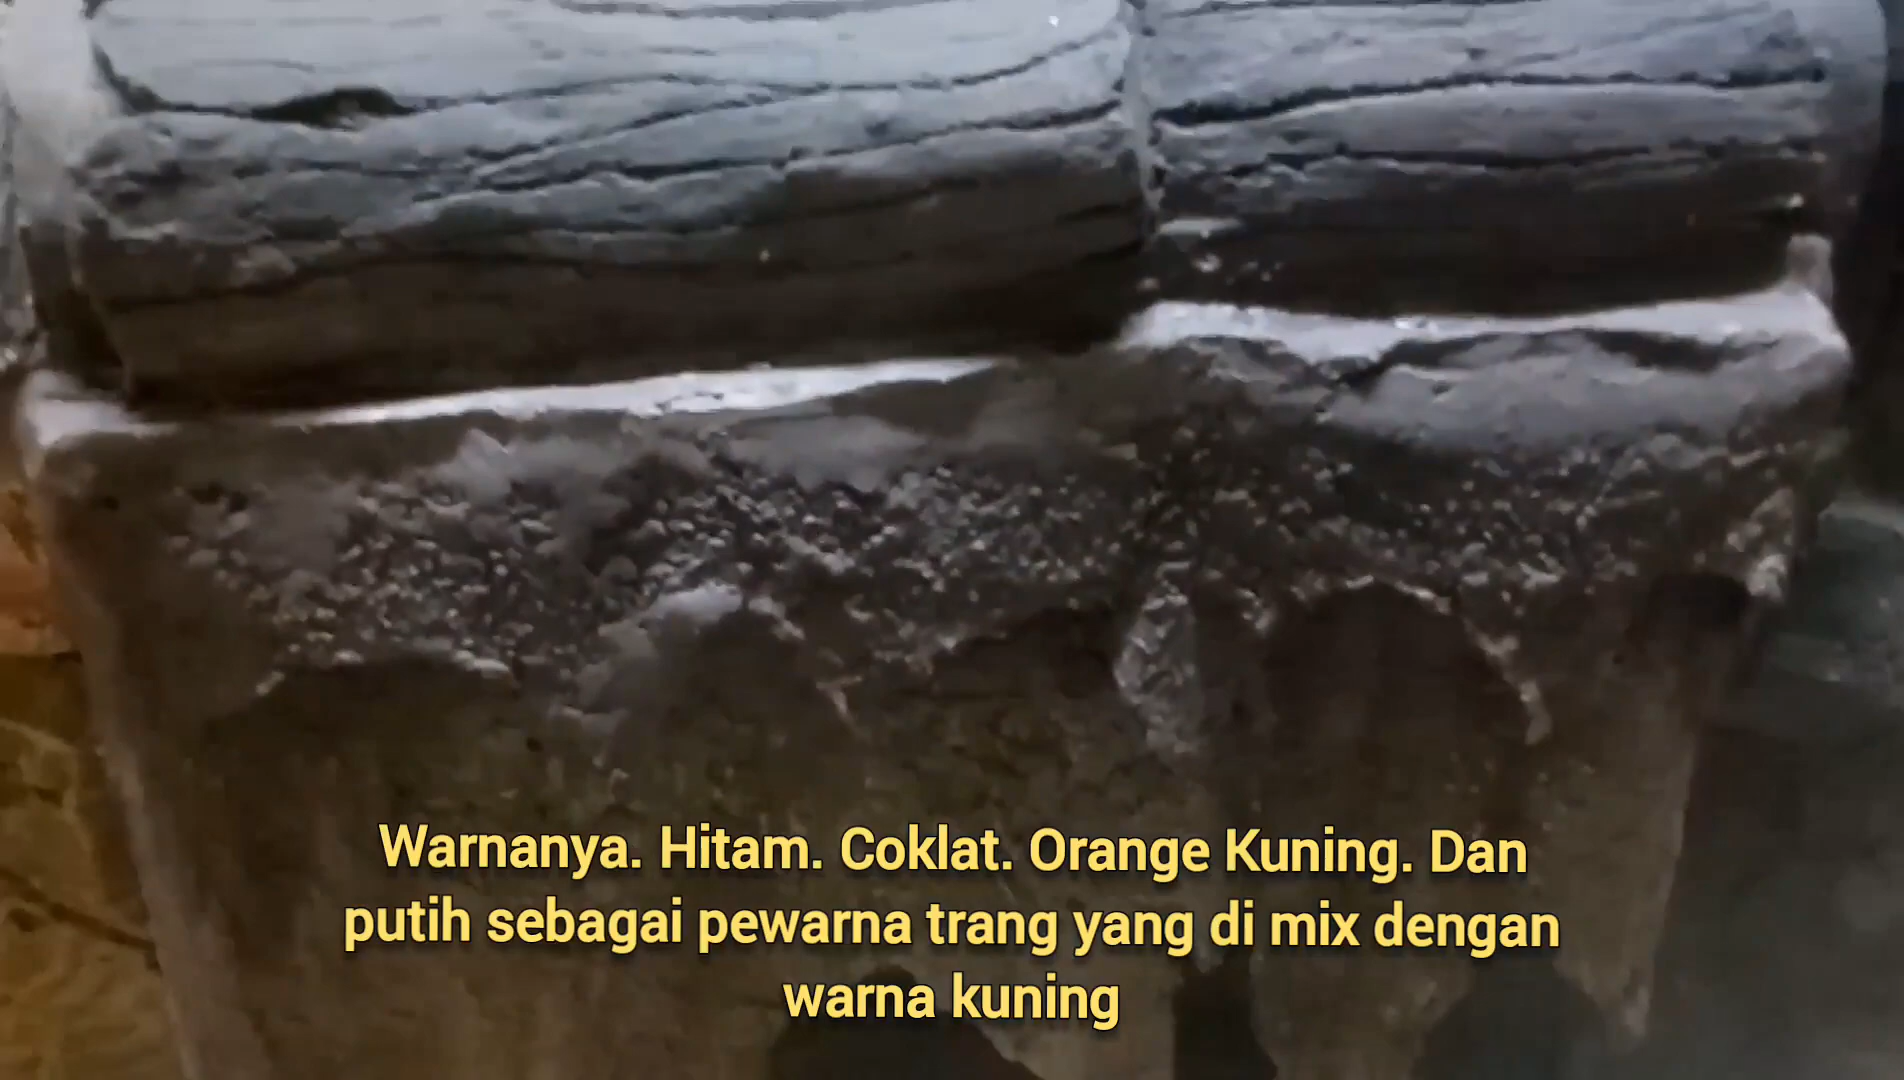 Warnanya. Hitam. Coklat. Orange Kuning. Dan
putih sebagai pewarna trang yang di mix dengan
warna kuning